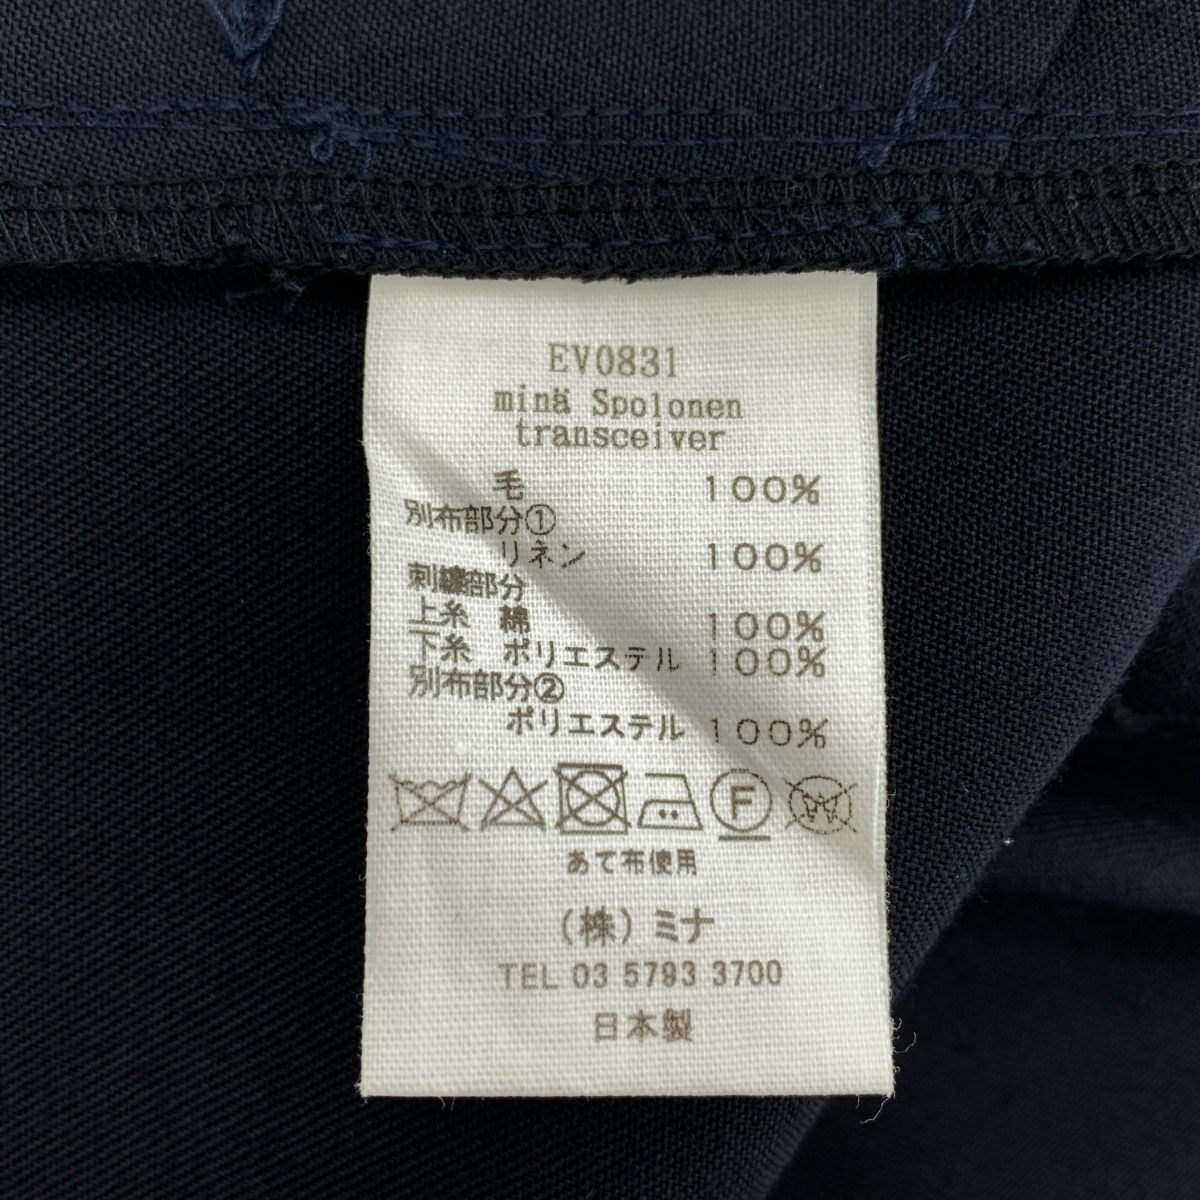 EV0831
minä Spolonen
transceiver
毛 100%
別布部分①
リネン 100%
刺繍部分
上糸 綿 100%
下糸 ポリエステル 100%
別布部分②
ポリエステル 100%
F
W
あて布使用
(株)ミナ
TEL 03 5793 3700
日本製